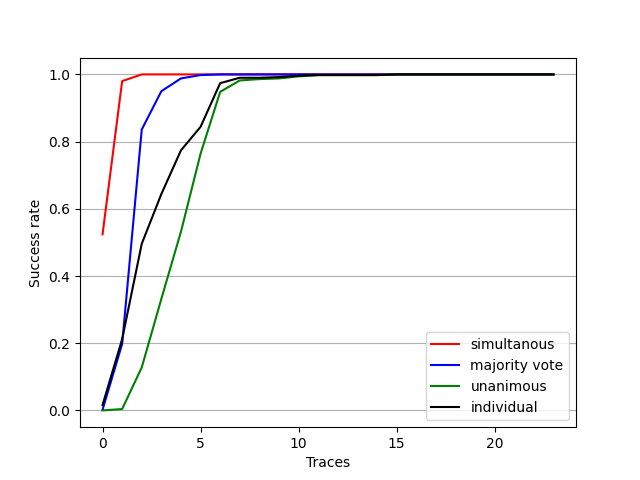 1.0
0.8
0.6
0.4
0.2
0.0
Success rate
0
5
10
15
20
Traces
simultanous
majority vote
unanimous
individual